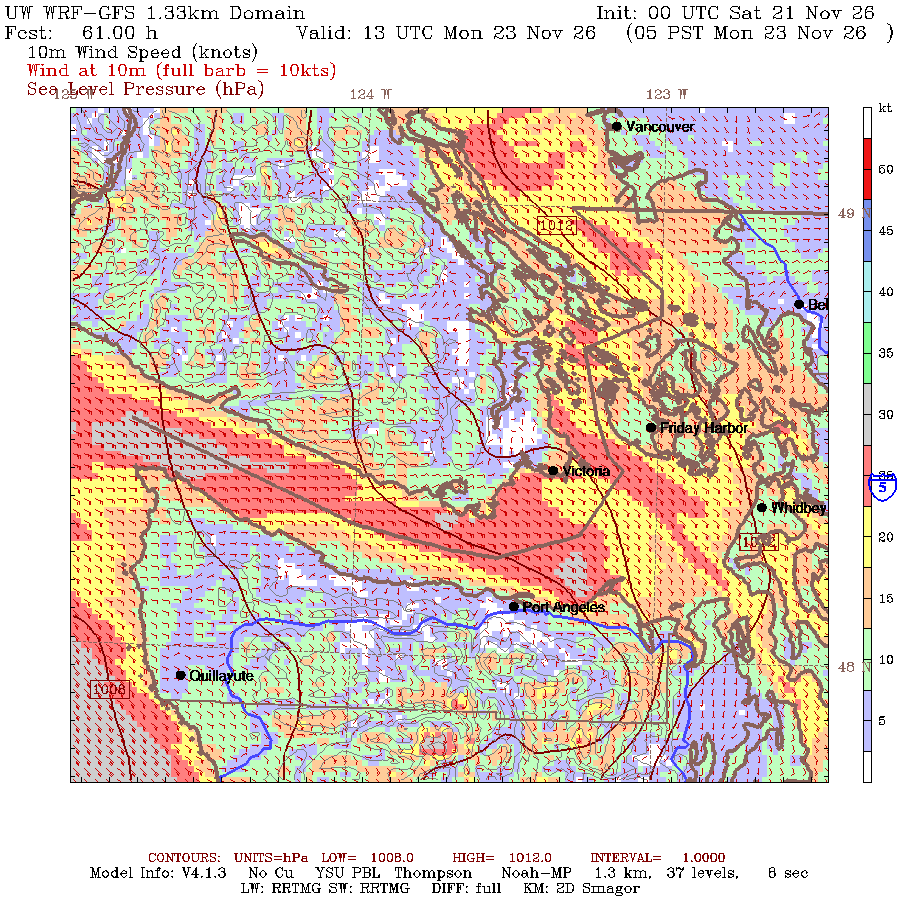 UW WRF-GFS 1.33km Domain Init: 00 UTC Sat 21 Nov 26
Fcst: 61.00 h Valid: 13 UTC Mon 23 Nov 26 (05 PST Mon 23 Nov 26 )
10m Wind Speed (knots)
Wind at 10m (full barb = 10kts)
Sea Level Pressure (hPa)
125 W 124 W 123 W
kt
Vancouver
60
49 N
1012
45
40
Bel
35
30
Friday Harbor
Victoria
25
5
Whidbey
20
1012
15
Port Angeles
48 N
10
Quillayute
1008
5
CONTOURS: UNITS=hPa LOW= 1008.0 HIGH= 1012.0 INTERVAL= 1.0000
Model Info: V4.1.3 No Cu YSU PBL Thompson Noah-MP 1.3 km, 37 levels, 8 sec
LW: RRTMG SW: RRTMG DIFF: full KM: 2D Smagor